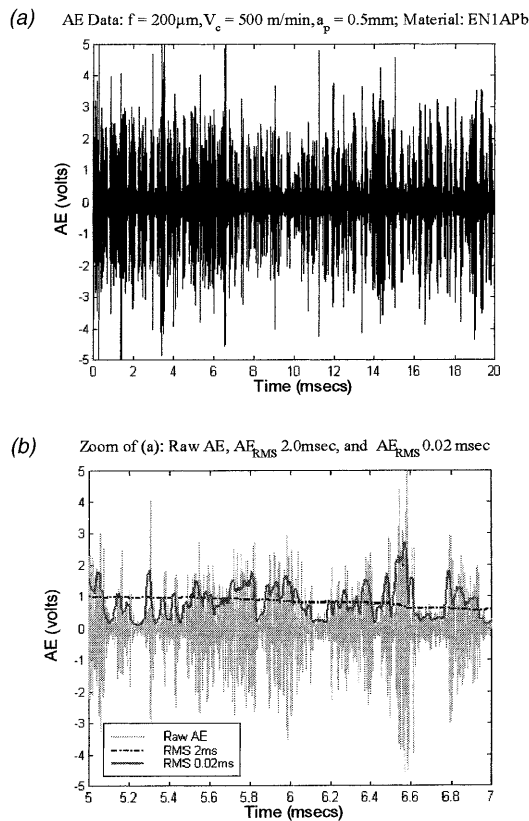 (a) AE Data: f = 200μm, Vc = 500 m/min, ap = 0.5mm; Material: EN1APb
5
4
3
2
1
0
-1
-2
-3
-4
-5
AE (volts)
0 2 4 6 8 10 12 14 16 18 20
Time (msecs)
(b) Zoom of (a): Raw AE, AERMS 2.0msec, and AERMS 0.02 msec
5
4
3
2
1
0
-1
-2
-3
-4
-5
AE (volts)
Raw AE
RMS 2ms
RMS 0.02ms
5 5.2 5.4 5.6 5.8 6 6.2 6.4 6.6 6.8 7
Time (msecs)